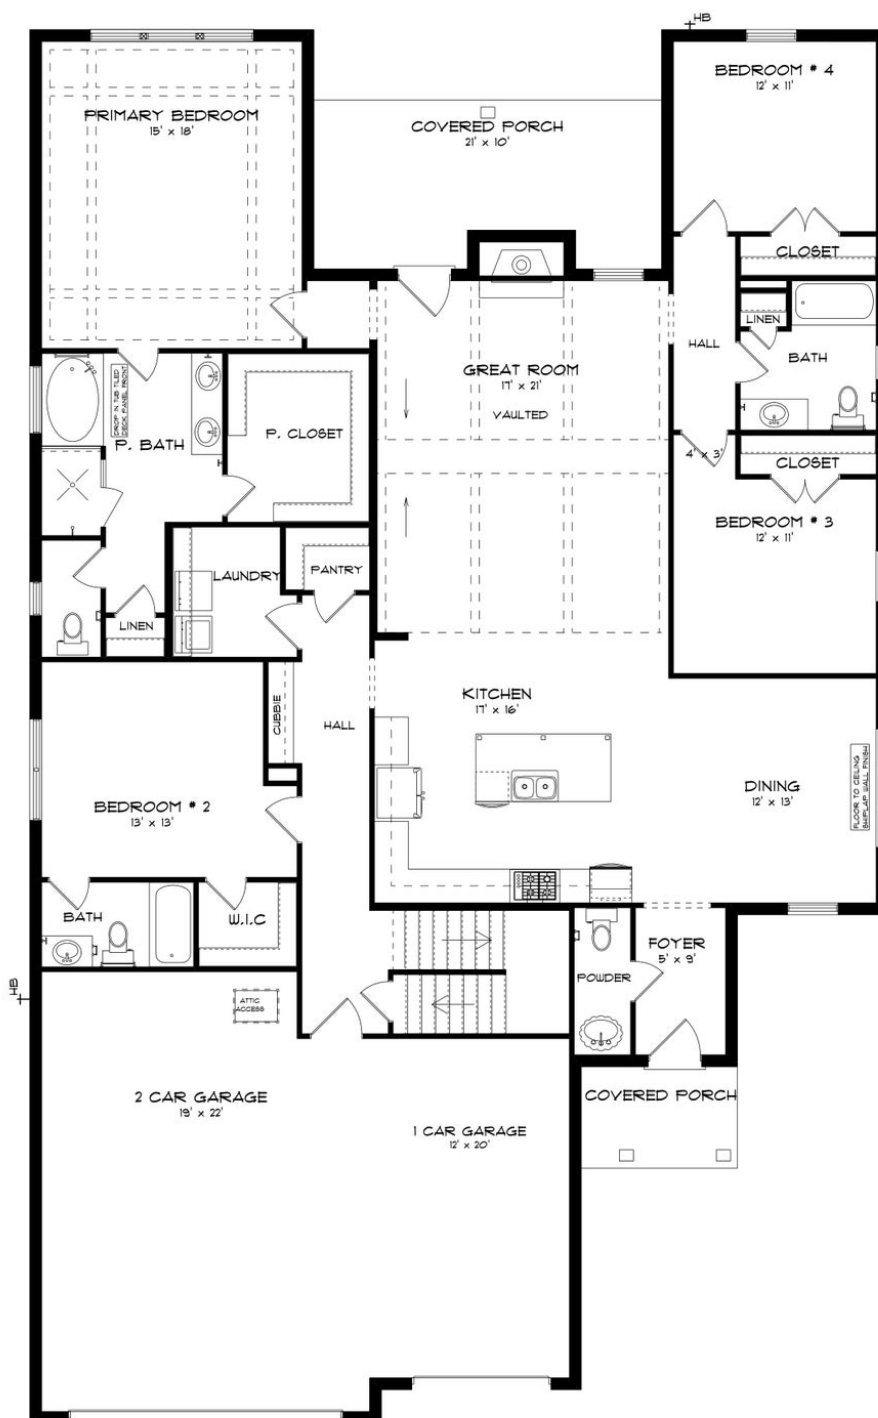 HB
BEDROOM # 4
12' x 11'
PRIMARY BEDROOM
15' x 18'
COVERED PORCH
21' x 10'
CLOSET
LINEN
HALL
BATH
GREAT ROOM
17' x 21'
VAULTED
DROP IN TUB TILED
DECK PANEL FRONT
P. BATH
P. CLOSET
4' x 3'
CLOSET
BEDROOM # 3
12' x 11'
LAUNDRY
PANTRY
LINEN
KITCHEN
17' x 16'
CUBBIE
HALL
DINING
12' x 13'
FLOOR TO CEILING
SHIPLAP WALL FINISH
BEDROOM # 2
13' x 13'
BATH
W.I.C
FOYER
5' x 9'
POWDER
HB
ATTIC
ACCESS
2 CAR GARAGE
19' x 22'
COVERED PORCH
1 CAR GARAGE
12' x 20'